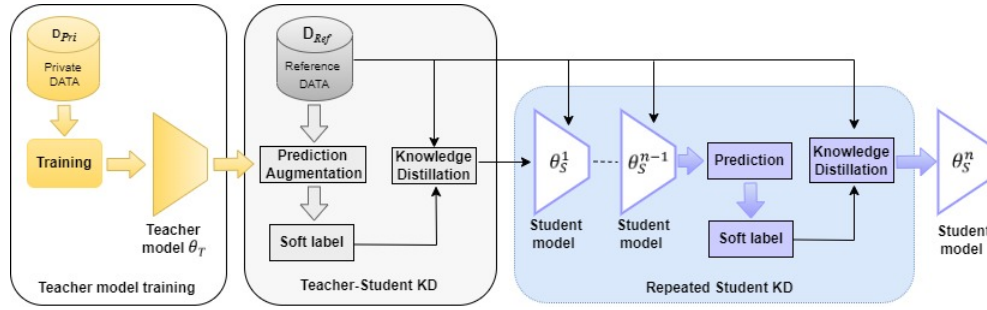 D_Pri
Private
DATA
Training
Teacher
model θ_T
Teacher model training
D_Ref
Reference
DATA
Prediction
Augmentation
Soft label
Knowledge
Distillation
Teacher-Student KD
θ_S^1
Student
model
θ_S^{n-1}
Student
model
Prediction
Soft label
Knowledge
Distillation
Repeated Student KD
θ_S^n
Student
model